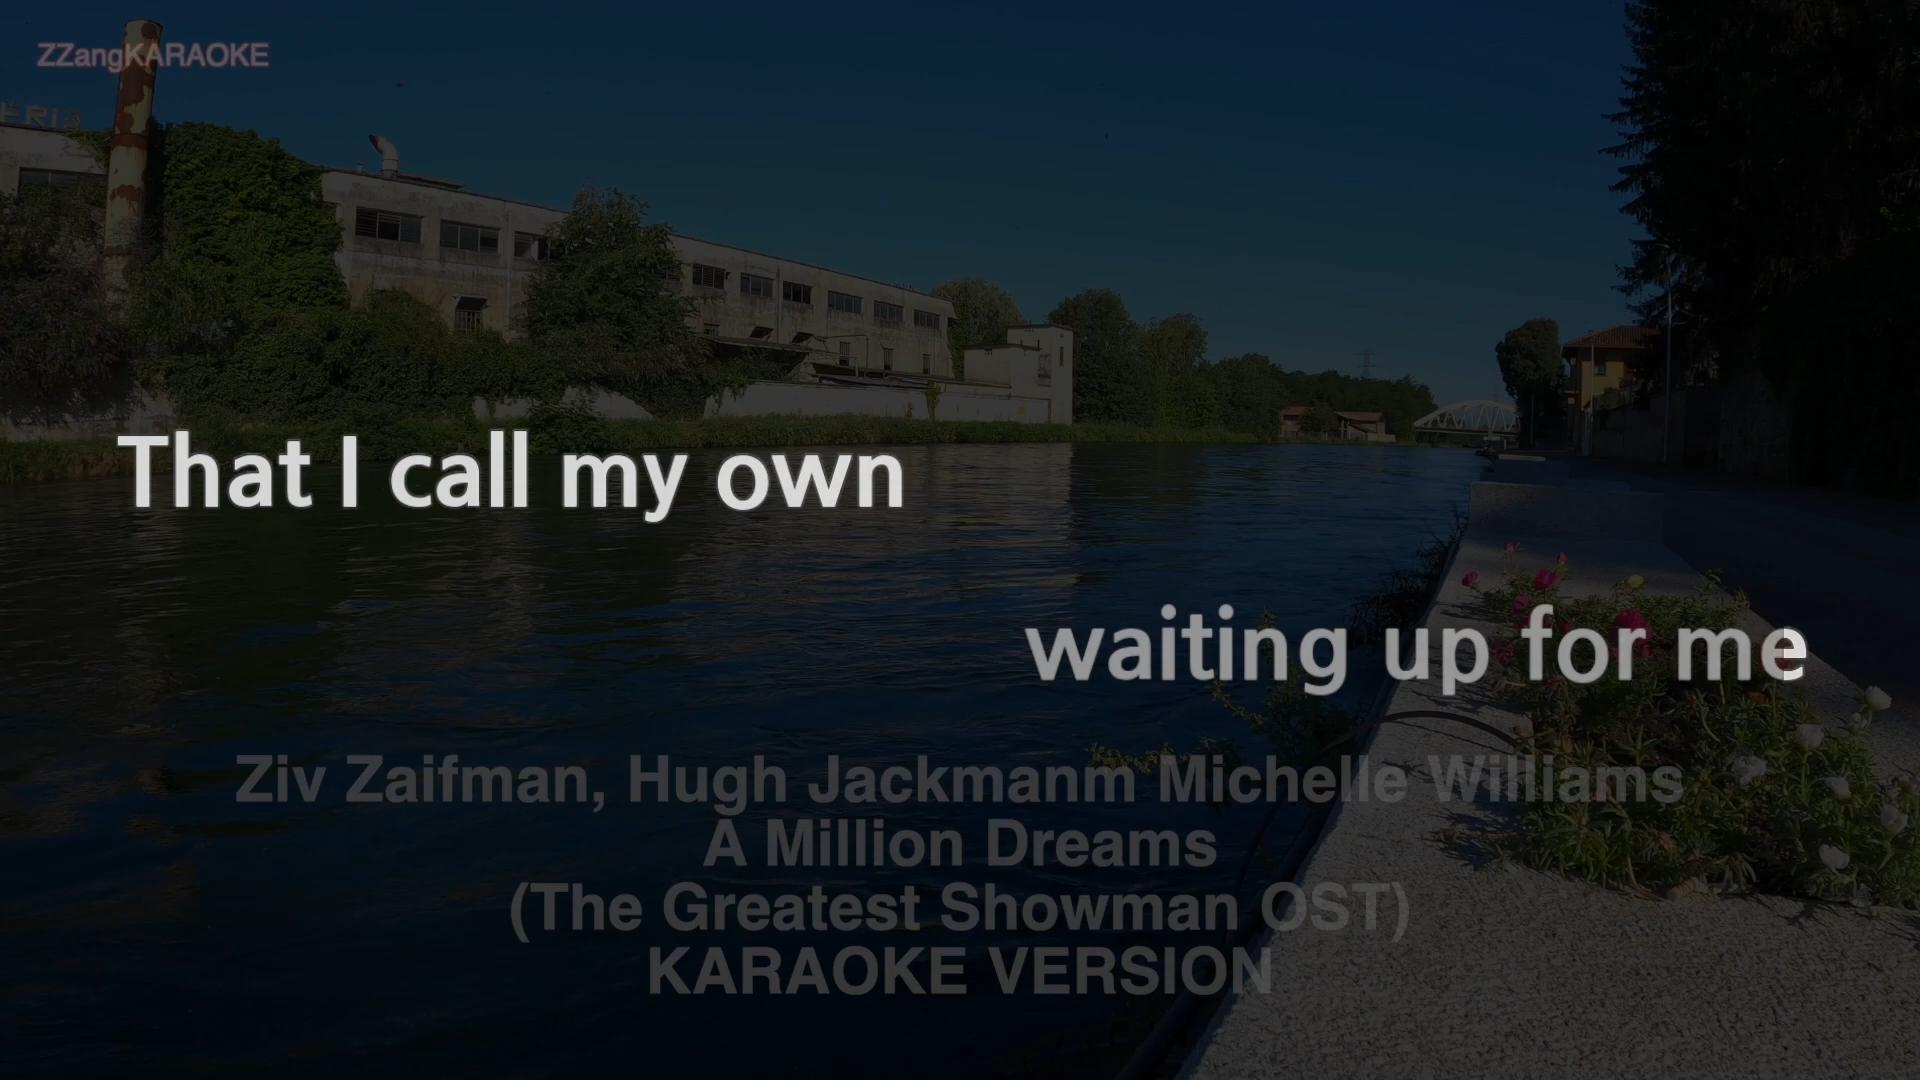 ZZangKARAOKE
ERIA
That I call my own
waiting up for me
Ziv Zaifman, Hugh Jackmanm Michelle Williams
A Million Dreams
(The Greatest Showman OST)
KARAOKE VERSION